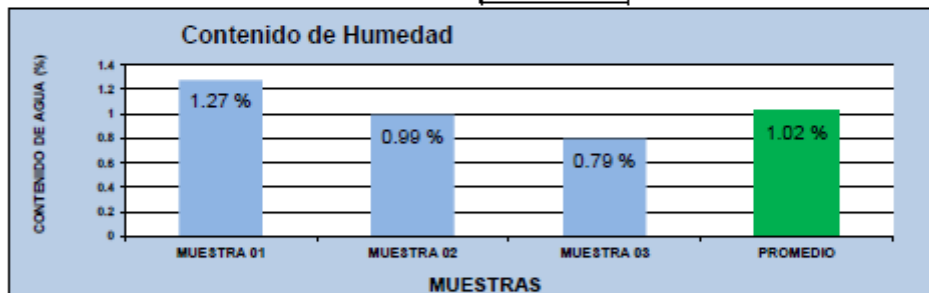 Contenido de Humedad
CONTENIDO DE AGUA (%)
1.4
1.2
1
0.8
0.6
0.4
0.2
0
1.27 %
0.99 %
0.79 %
1.02 %
MUESTRA 01
MUESTRA 02
MUESTRA 03
PROMEDIO
MUESTRAS